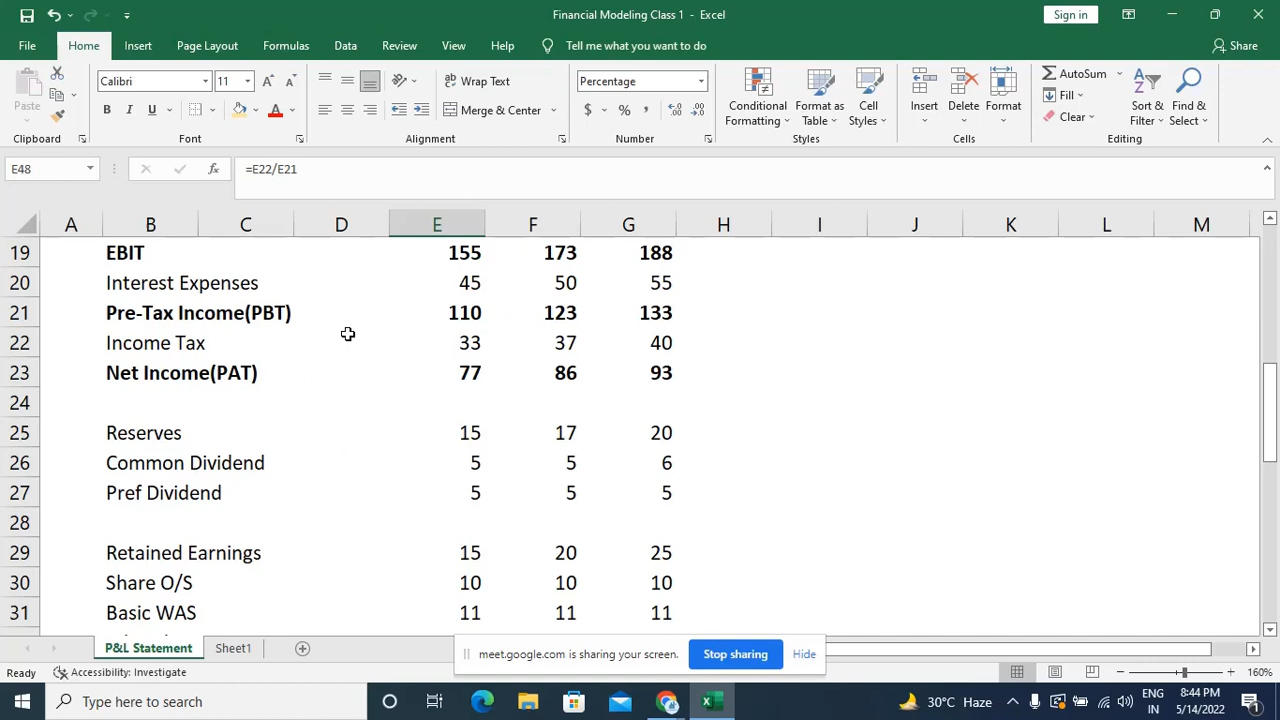 Financial Modeling Class 1 - Excel
Sign in
File Home Insert Page Layout Formulas Data Review View Help Tell me what you want to do Share
Paste
Calibri 11
B I U
Wrap Text
Merge & Center
Percentage
$ %
Conditional Formatting
Format as Table
Cell Styles
Insert Delete Format
AutoSum
Fill
Clear
Sort & Filter
Find & Select
Clipboard Font Alignment Number Styles Cells Editing
E48 fx =E22/E21
A B C D E F G H I J K L M
19 EBIT 155 173 188
20 Interest Expenses 45 50 55
21 Pre-Tax Income(PBT) 110 123 133
22 Income Tax 33 37 40
23 Net Income(PAT) 77 86 93
24
25 Reserves 15 17 20
26 Common Dividend 5 5 6
27 Pref Dividend 5 5 5
28
29 Retained Earnings 15 20 25
30 Share O/S 10 10 10
31 Basic WAS 11 11 11
P&L Statement Sheet1
meet.google.com is sharing your screen. Stop sharing Hide
Ready Accessibility: Investigate 160%
Type here to search
30°C Haze
ENG
IN
8:44 PM
5/14/2022
1